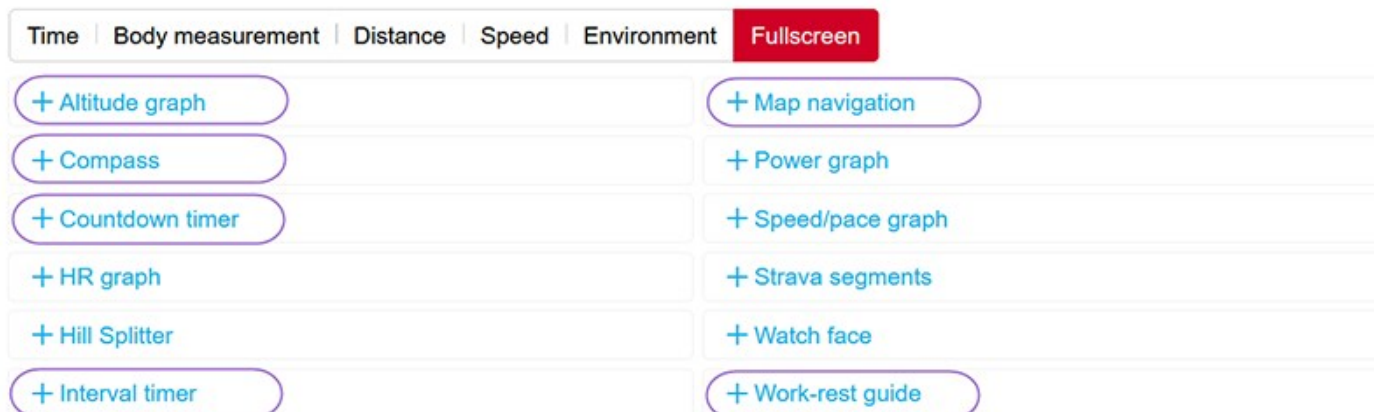 Time Body measurement Distance Speed Environment Fullscreen
+ Altitude graph
+ Compass
+ Countdown timer
+ HR graph
+ Hill Splitter
+ Interval timer
+ Map navigation
+ Power graph
+ Speed/pace graph
+ Strava segments
+ Watch face
+ Work-rest guide